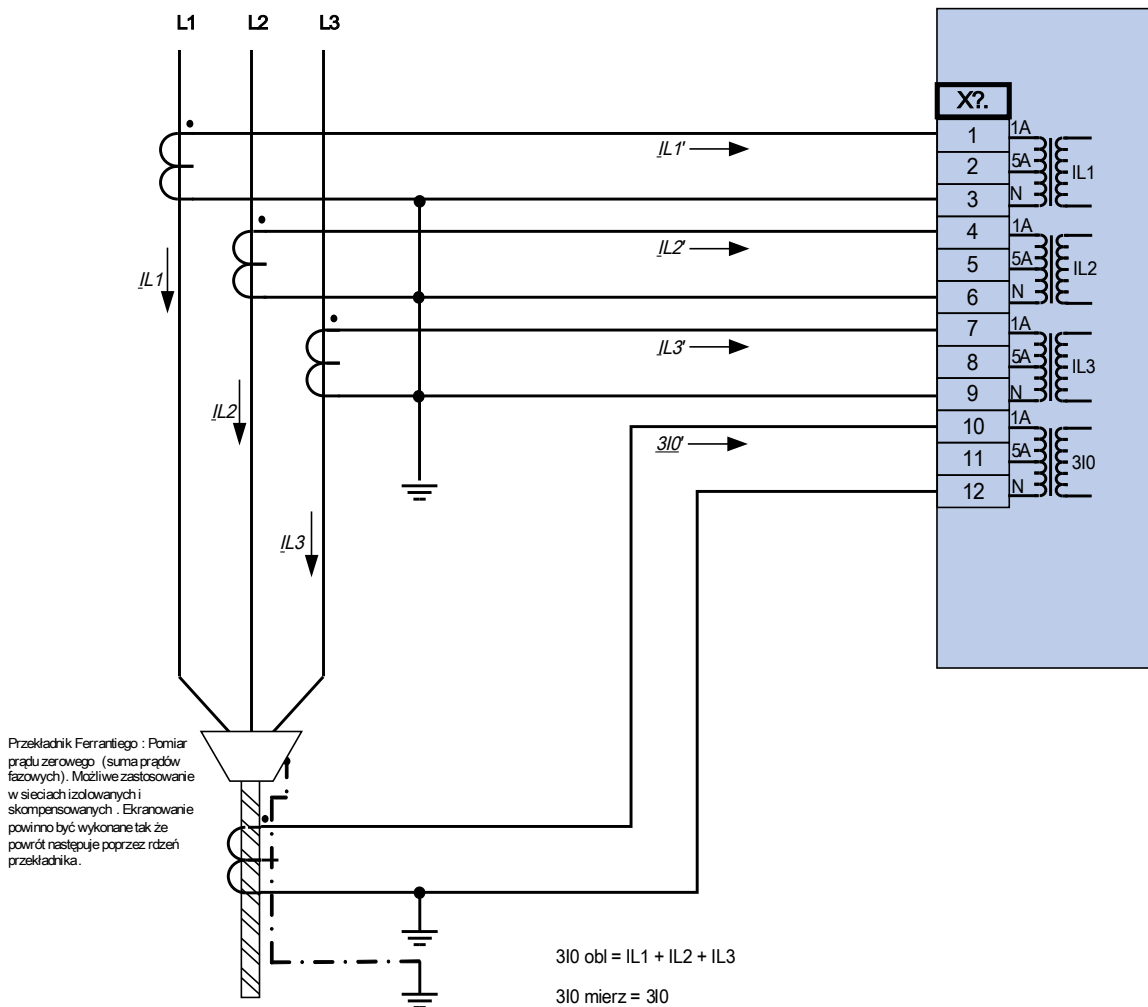 L1 L2 L3
X?.
1 1A
2 5A
3 N
IL1
4 1A
5 5A
6 N
IL2
7 1A
8 5A
9 N
IL3
10 1A
11 5A
12 N
3I0
IL1'
IL2'
IL3'
3I0'
IL1
IL2
IL3
Przekładnik Ferrantiego : Pomiar
prądu zerowego (suma prądów
fazowych). Możliwe zastosowanie
w sieciach izolowanych i
skompensowanych . Ekranowanie
powinno być wykonane tak że
powrót następuje poprzez rdzeń
przekładnika.
3I0 obl = IL1 + IL2 + IL3
3I0 mierz = 3I0